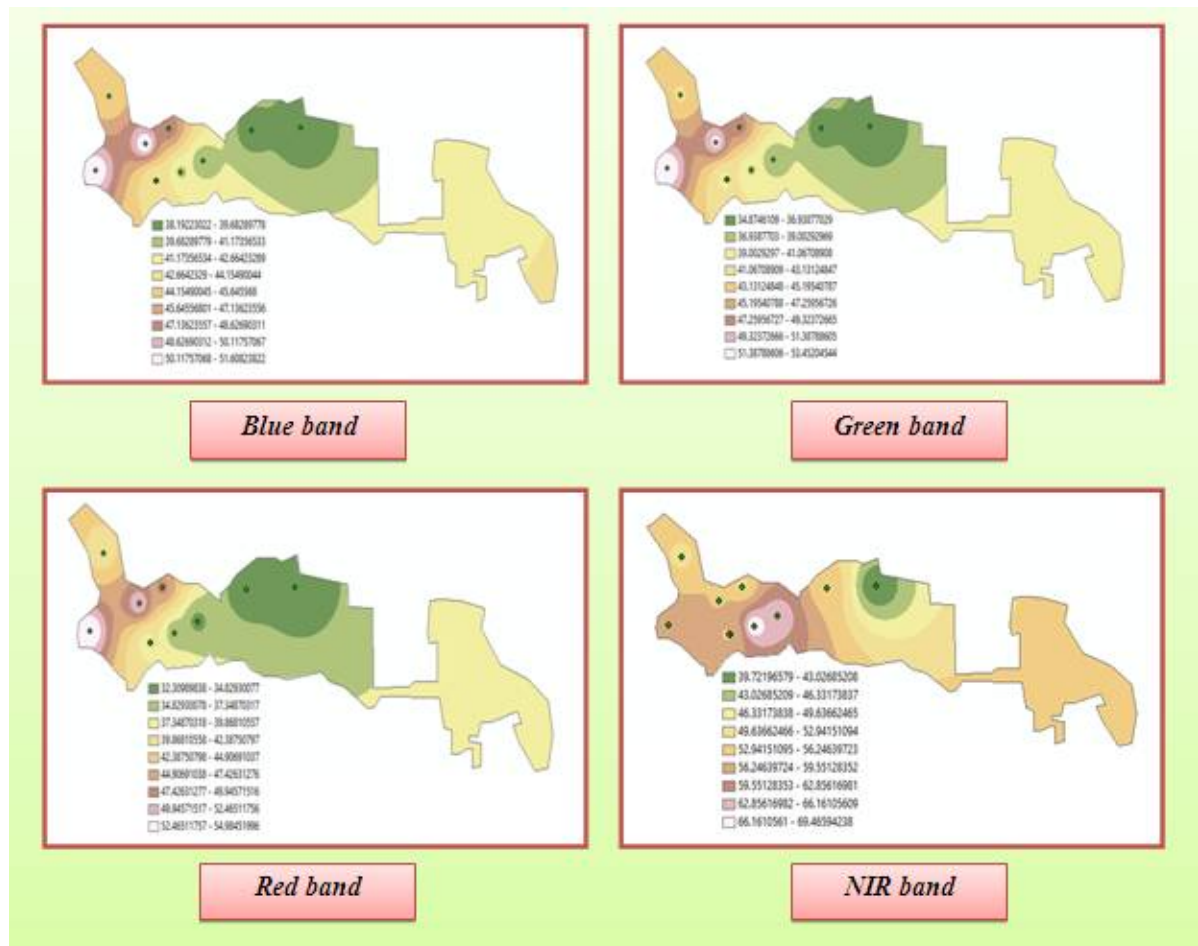 38.19223022 - 39.68289778
39.68289779 - 41.17356533
41.17356534 - 42.66423289
42.6642329 - 44.15490044
44.15490045 - 45.645568
45.64556801 - 47.13623556
47.13623557 - 48.62690311
48.62690312 - 50.11757067
50.11757068 - 51.60823822
Blue band
34.8746109 - 36.93877029
36.9387703 - 39.00292969
39.0029297 - 41.06708908
41.06708909 - 43.13124847
43.13124848 - 45.19540787
45.19540788 - 47.25956726
47.25956727 - 49.32372665
49.32372666 - 51.38788605
51.38788606 - 53.45204544
Green band
32.30989838 - 34.82930077
34.82930078 - 37.34870317
37.34870318 - 39.86810557
39.86810558 - 42.38750797
42.38750798 - 44.90691037
44.90691038 - 47.42631276
47.42631277 - 49.94571516
49.94571517 - 52.46511756
52.46511757 - 54.98451996
Red band
39.72196579 - 43.02685208
43.02685209 - 46.33173837
46.33173838 - 49.63662465
49.63662466 - 52.94151094
52.94151095 - 56.24639723
56.24639724 - 59.55128352
59.55128353 - 62.85616981
62.85616982 - 66.16105609
66.1610561 - 69.46594238
NIR band